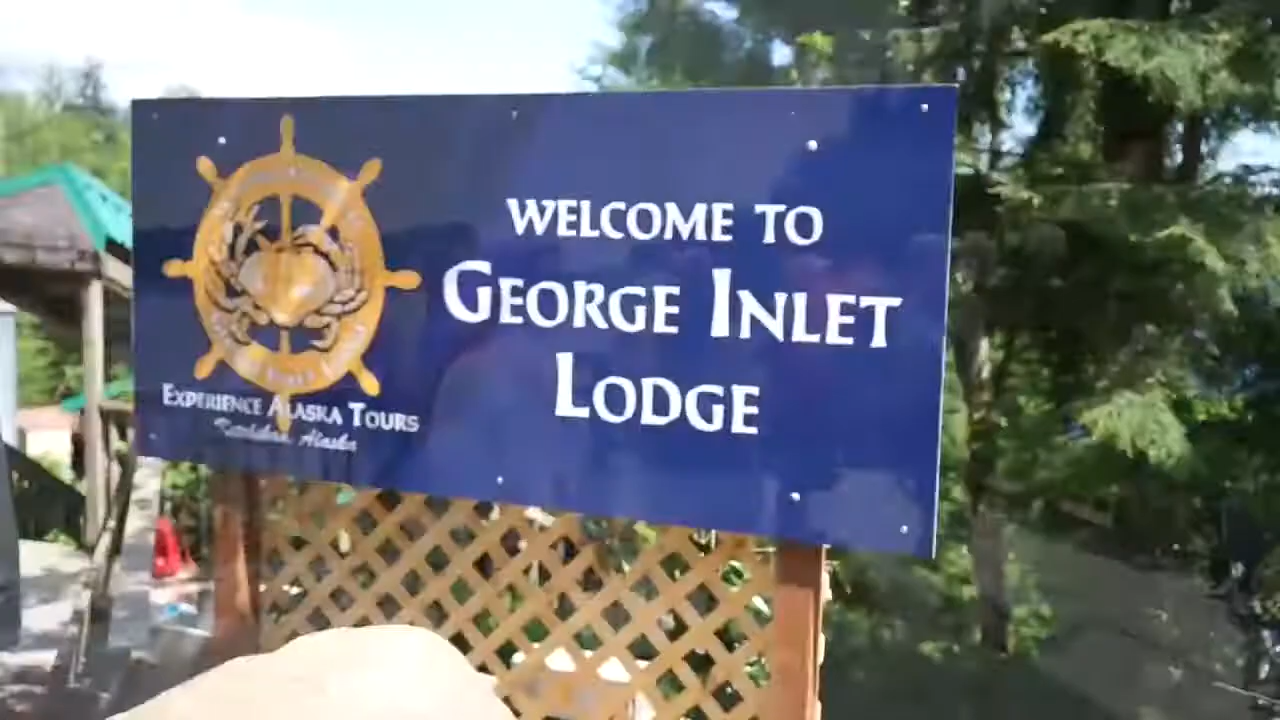 WELCOME TO
GEORGE INLET
LODGE
EXPERIENCE ALASKA TOURS
Ketchikan, Alaska